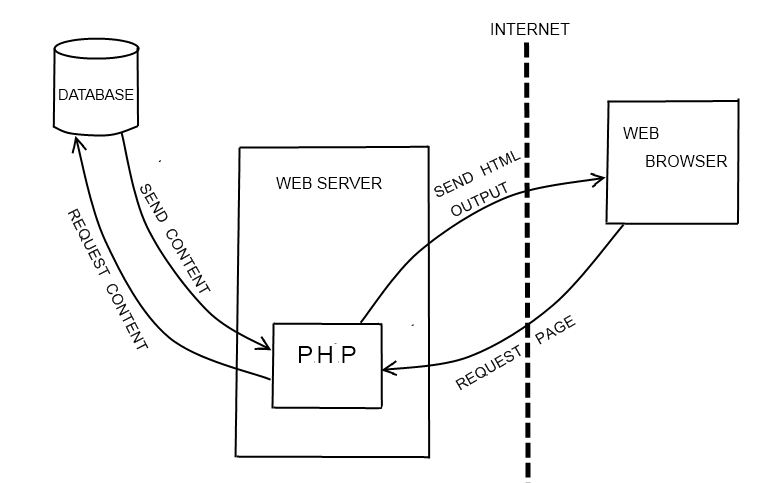 INTERNET
DATABASE
WEB
BROWSER
WEB SERVER
SEND HTML
OUTPUT
SEND CONTENT
REQUEST CONTENT
PHP
REQUEST PAGE